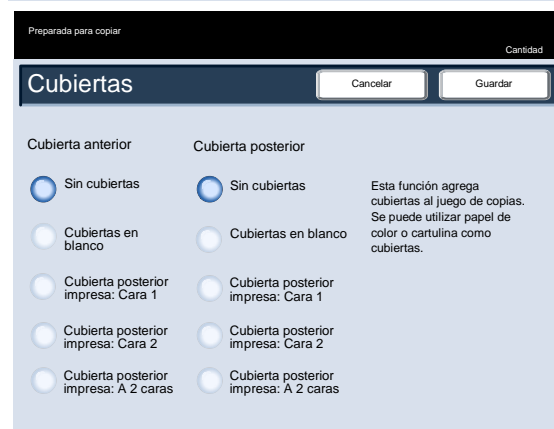 Preparada para copiar
Cantidad
Cubiertas
Cancelar
Guardar
Cubierta anterior
Sin cubiertas
Cubiertas en
blanco
Cubierta posterior
impresa: Cara 1
Cubierta posterior
impresa: Cara 2
Cubierta posterior
impresa: A 2 caras
Cubierta posterior
Sin cubiertas
Cubiertas en blanco
Cubierta posterior
impresa: Cara 1
Cubierta posterior
impresa: Cara 2
Cubierta posterior
impresa: A 2 caras
Esta función agrega
cubiertas al juego de copias.
Se puede utilizar papel de
color o cartulina como
cubiertas.